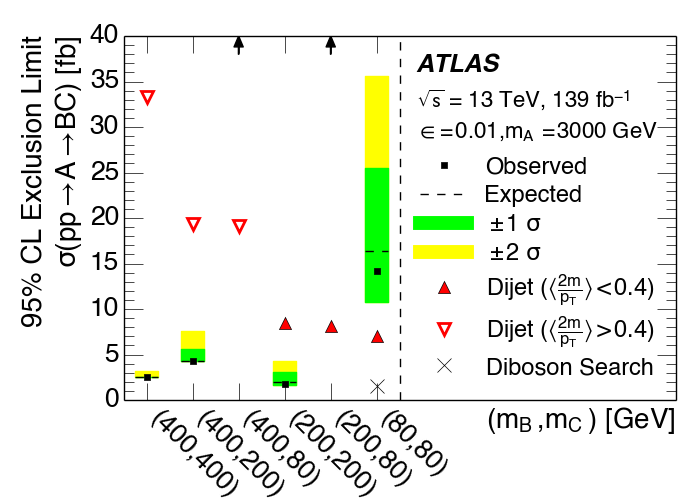 95% CL Exclusion Limit
σ(pp→A→BC) [fb]
40
35
30
25
20
15
10
5
0
ATLAS
√s = 13 TeV, 139 fb⁻¹
∈=0.01,m_A =3000 GeV
Observed
Expected
±1 σ
±2 σ
Dijet (⟨2m/p_T⟩<0.4)
Dijet (⟨2m/p_T⟩>0.4)
Diboson Search
(400,400)
(400,200)
(400,80)
(200,200)
(200,80)
(80,80)
(m_B,m_C) [GeV]